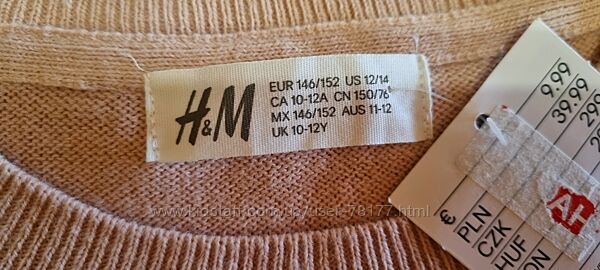 H&M
EUR 146/152 US 12/14
CA 10-12A CN 150/76
MX 146/152 AUS 11-12
UK 10-12Y
€ 9.99
PLN 39.99
CZK 299
HUF